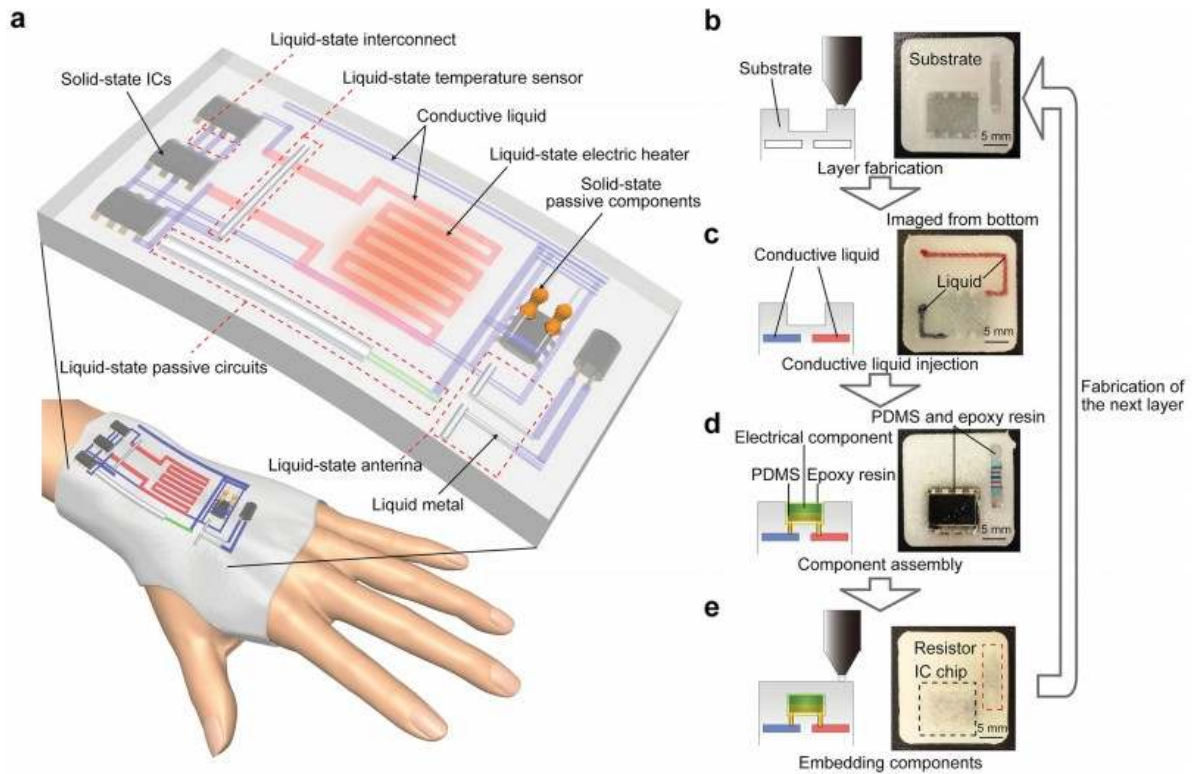 a
Liquid-state interconnect
Solid-state ICs
Liquid-state temperature sensor
Conductive liquid
Liquid-state electric heater
Solid-state
passive components
Liquid-state passive circuits
Liquid-state antenna
Liquid metal
b
Substrate
Substrate
5 mm
Layer fabrication
Imaged from bottom
c
Conductive liquid
Liquid
5 mm
Conductive liquid injection
PDMS and epoxy resin
d
Electrical component
PDMS Epoxy resin
5 mm
Component assembly
e
Resistor
IC chip
5 mm
Embedding components
Fabrication of
the next layer